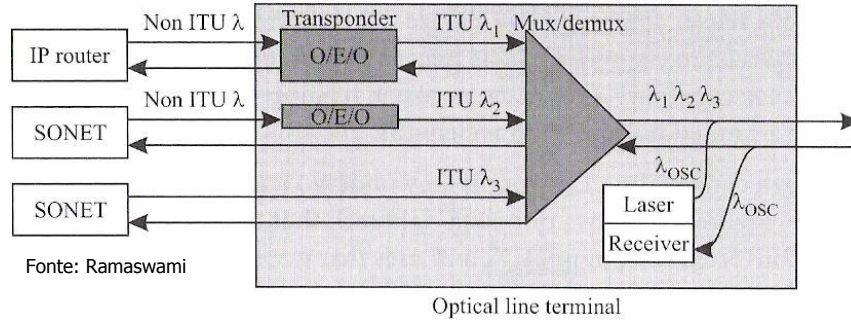 Non ITU λ
Transponder
ITU λ1
Mux/demux
IP router
O/E/O
Non ITU λ
ITU λ2
λ1 λ2 λ3
SONET
O/E/O
ITU λ3
λOSC
SONET
Laser
λOSC
Receiver
Fonte: Ramaswami
Optical line terminal